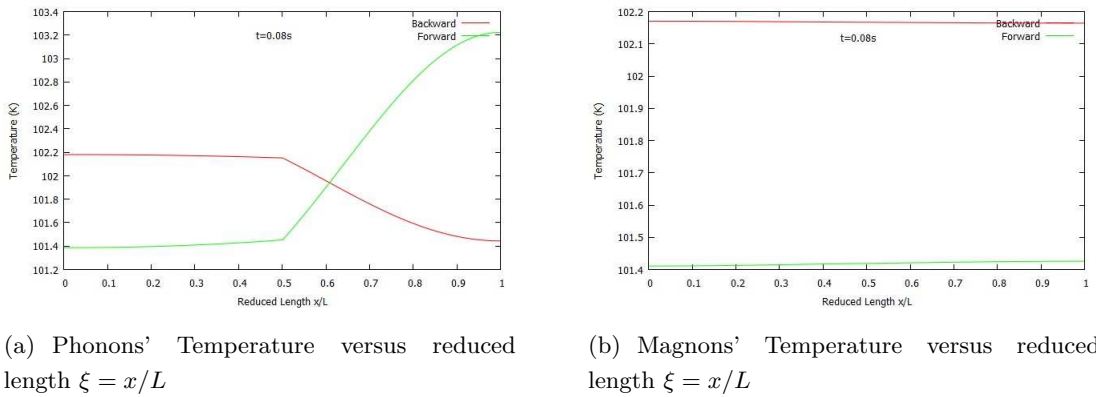 103.4
103.2
103
102.8
102.6
102.4
102.2
102
101.8
101.6
101.4
101.2
Temperature (K)
t=0.08s
Backward
Forward
0 0.1 0.2 0.3 0.4 0.5 0.6 0.7 0.8 0.9 1
Reduced Length x/L
102.2
102.1
102
101.9
101.8
101.7
101.6
101.5
101.4
Temperature (K)
t=0.08s
Backward
Forward
0 0.1 0.2 0.3 0.4 0.5 0.6 0.7 0.8 0.9 1
Reduced Length x/L
(a) Phonons' Temperature versus reduced
length ξ = x/L
(b) Magnons' Temperature versus reduced
length ξ = x/L